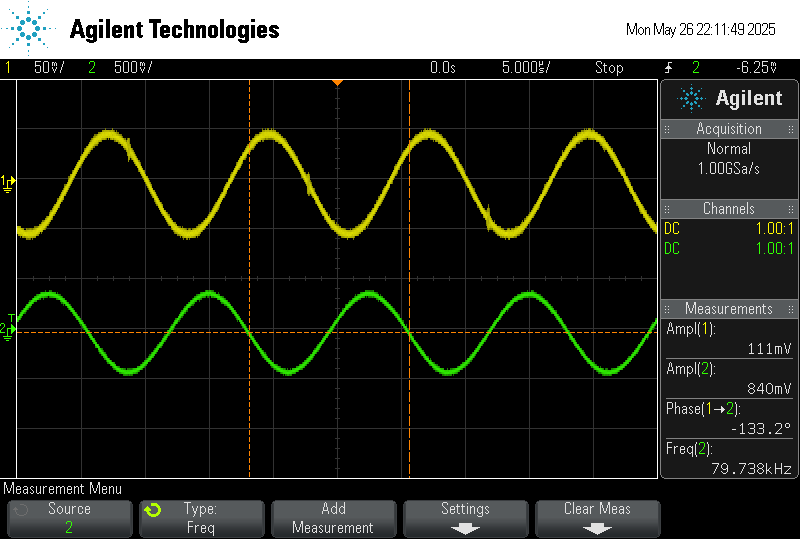 Agilent Technologies
Mon May 26 22:11:49 2025
1 50mV/ 2 500mV/ 0.0s 5.000us/ Stop 2 -6.25mV
Agilent
Acquisition
Normal
1.00GSa/s
Channels
DC 1.00:1
DC 1.00:1
Measurements
Ampl(1):
111mV
Ampl(2):
840mV
Phase(1→2):
-133.2°
Freq(2):
79.738kHz
1
T
2
Measurement Menu
Source
2
Type:
Freq
Add
Measurement
Settings
Clear Meas